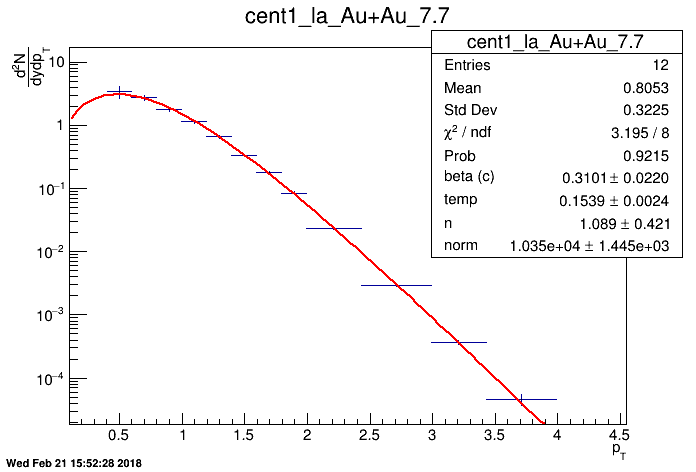 cent1_la_Au+Au_7.7
cent1_la_Au+Au_7.7
Entries 12
Mean 0.8053
Std Dev 0.3225
χ² / ndf 3.195 / 8
Prob 0.9215
beta (c) 0.3101 ± 0.0220
temp 0.1539 ± 0.0024
n 1.089 ± 0.421
norm 1.035e+04 ± 1.445e+03
d²N
dydp_T
10
1
10⁻¹
10⁻²
10⁻³
10⁻⁴
0.5 1 1.5 2 2.5 3 3.5 4 4.5
p_T
Wed Feb 21 15:52:28 2018